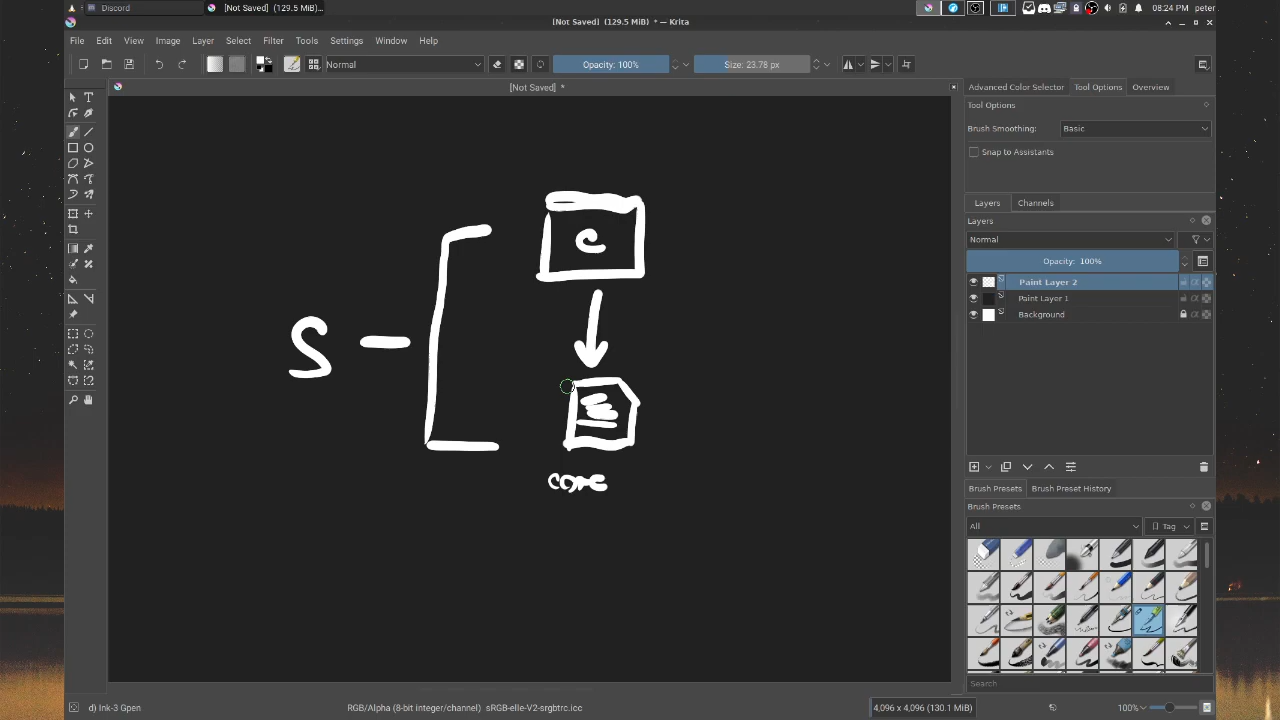 Discord
[Not Saved] (129.5 MiB)...
08:24 PM peter
[Not Saved] (129.5 MiB) * — Krita
File Edit View Image Layer Select Filter Tools Settings Window Help
Normal
Opacity: 100%
Size: 23.78 px
[Not Saved] *
Advanced Color Selector Tool Options Overview
Tool Options
Brush Smoothing: Basic
Snap to Assistants
Layers Channels
Layers
Normal
Opacity: 100%
Paint Layer 2
Paint Layer 1
Background
Brush Presets Brush Preset History
Brush Presets
All Tag
Search
S
C
core
d) Ink-3 Gpen
RGB/Alpha (8-bit integer/channel) sRGB-elle-V2-srgbtrc.icc
4,096 x 4,096 (130.1 MiB)
100%